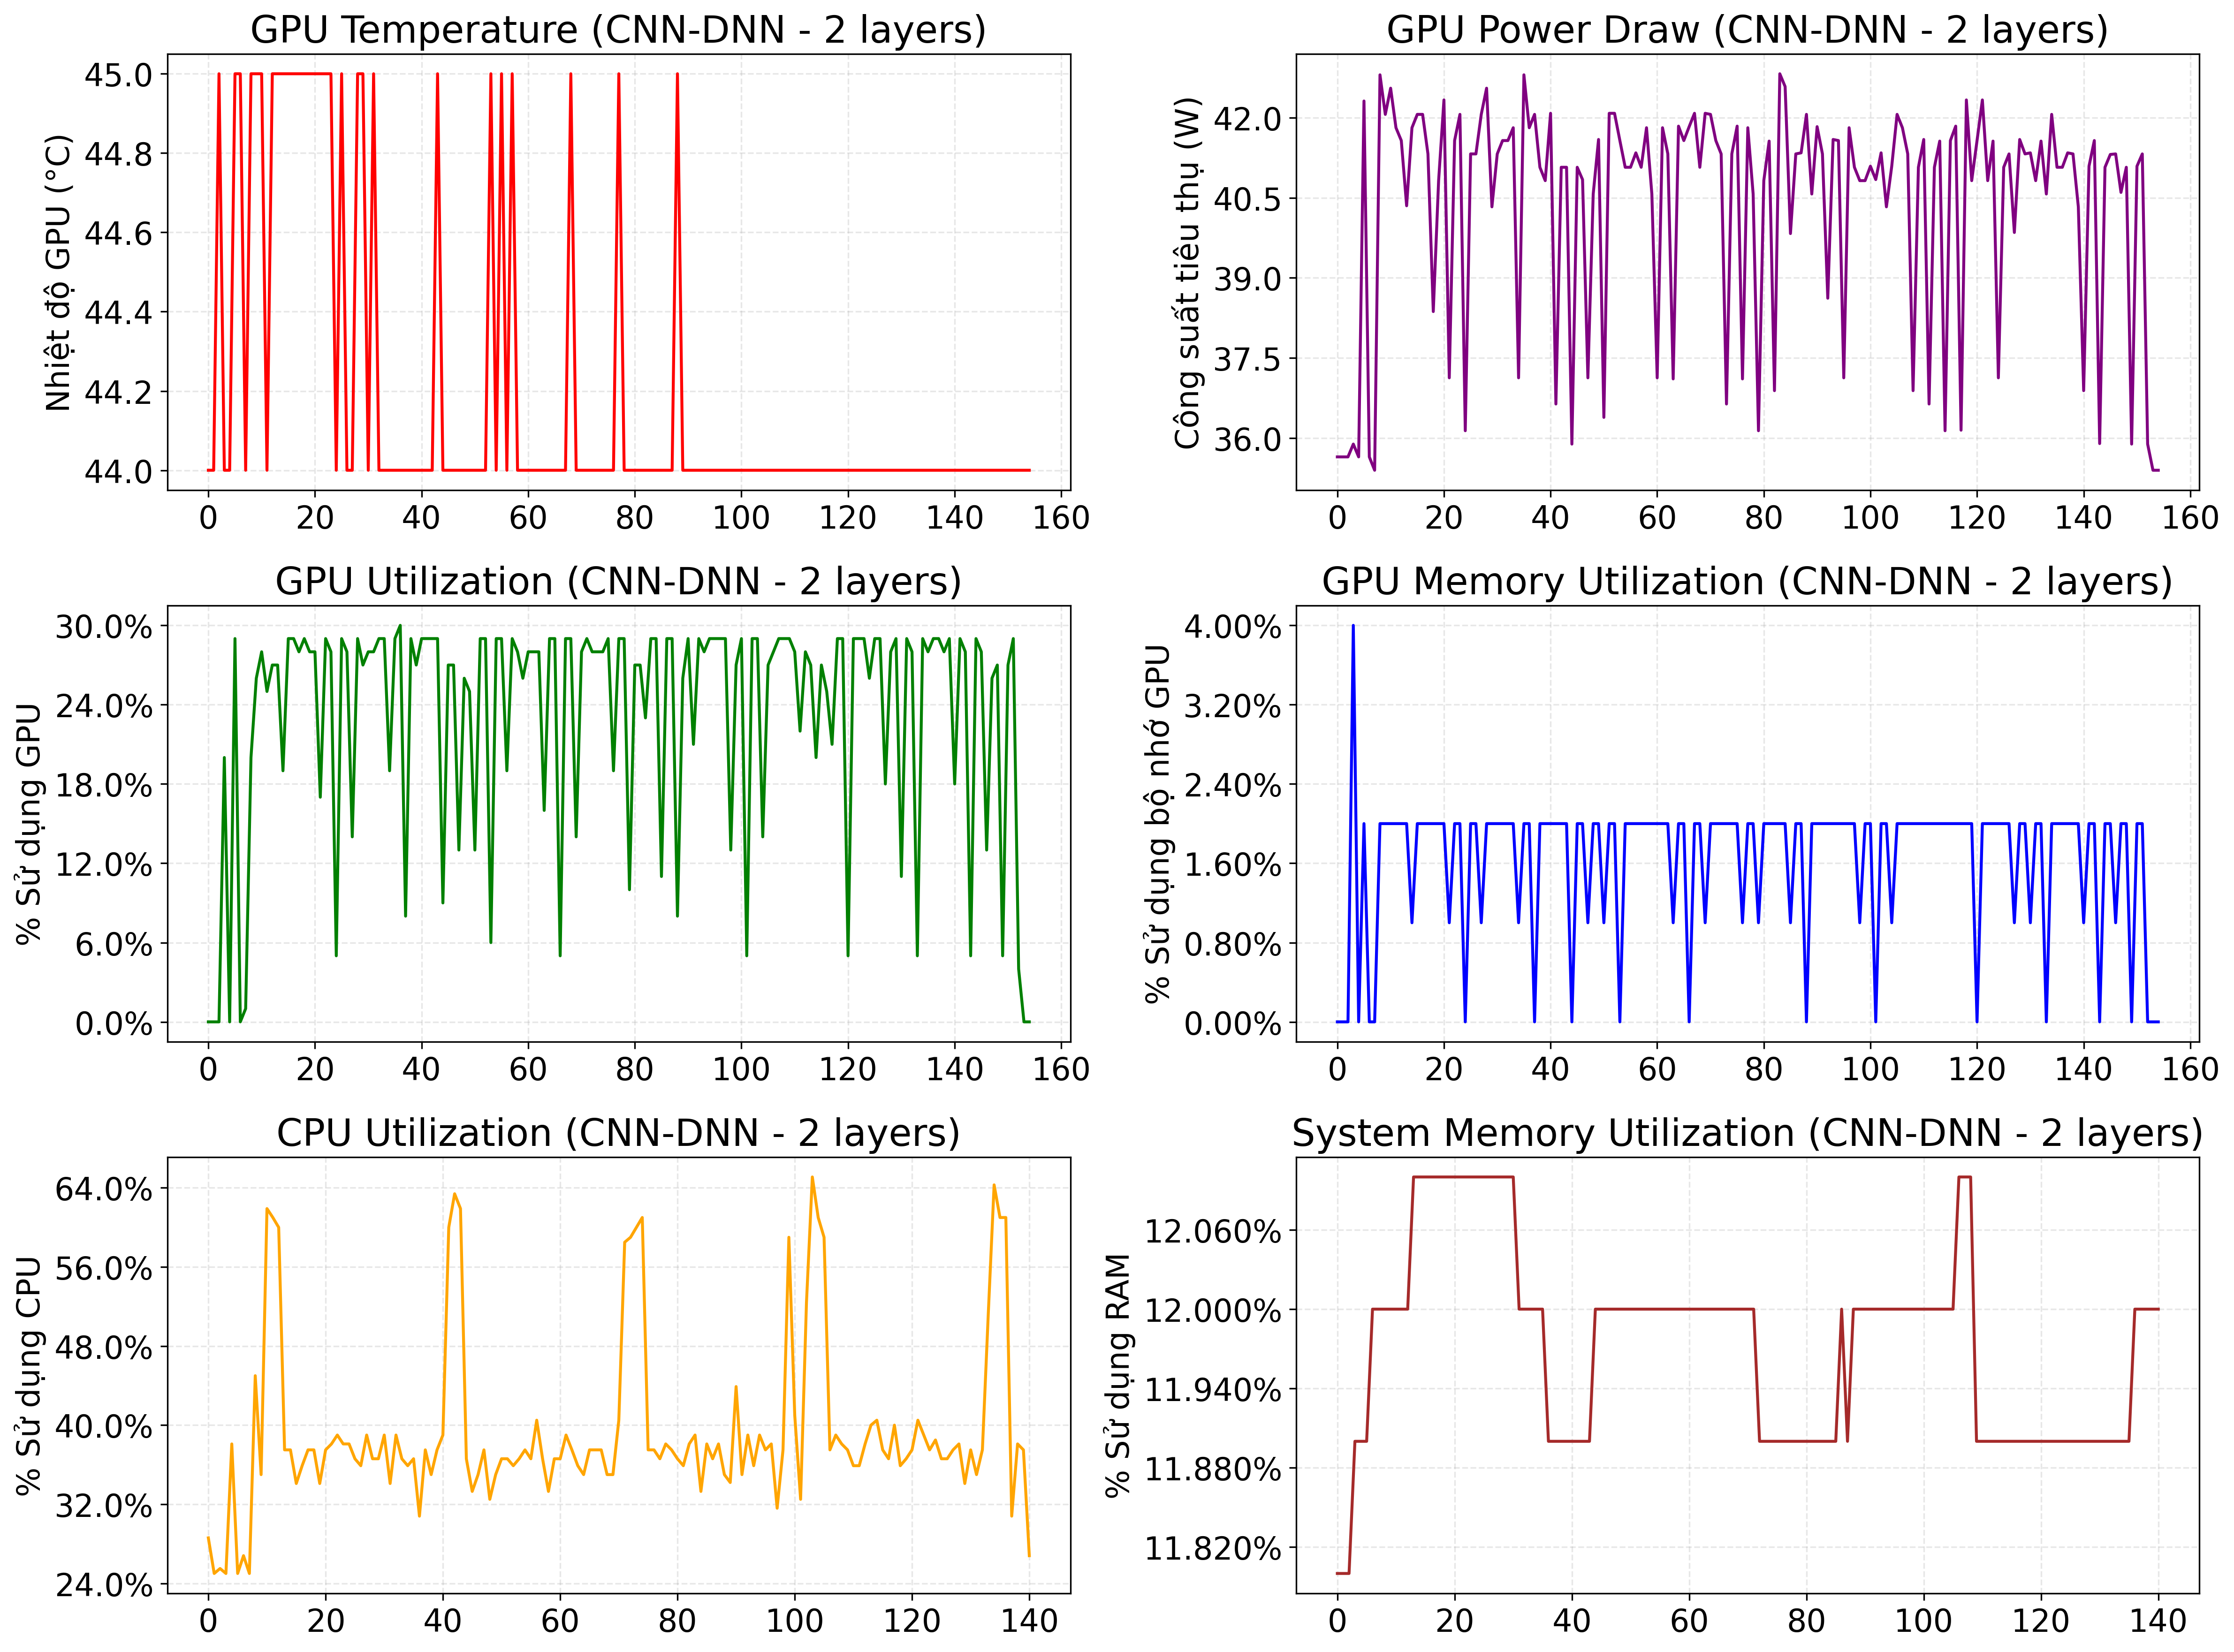 GPU Temperature (CNN-DNN - 2 layers)
Nhiệt độ GPU (°C)
45.0
44.8
44.6
44.4
44.2
44.0
0 20 40 60 80 100 120 140 160
GPU Power Draw (CNN-DNN - 2 layers)
Công suất tiêu thụ (W)
42.0
40.5
39.0
37.5
36.0
0 20 40 60 80 100 120 140 160
GPU Utilization (CNN-DNN - 2 layers)
% Sử dụng GPU
30.0%
24.0%
18.0%
12.0%
6.0%
0.0%
0 20 40 60 80 100 120 140 160
GPU Memory Utilization (CNN-DNN - 2 layers)
% Sử dụng bộ nhớ GPU
4.00%
3.20%
2.40%
1.60%
0.80%
0.00%
0 20 40 60 80 100 120 140 160
CPU Utilization (CNN-DNN - 2 layers)
% Sử dụng CPU
64.0%
56.0%
48.0%
40.0%
32.0%
24.0%
0 20 40 60 80 100 120 140
System Memory Utilization (CNN-DNN - 2 layers)
% Sử dụng RAM
12.060%
12.000%
11.940%
11.880%
11.820%
0 20 40 60 80 100 120 140